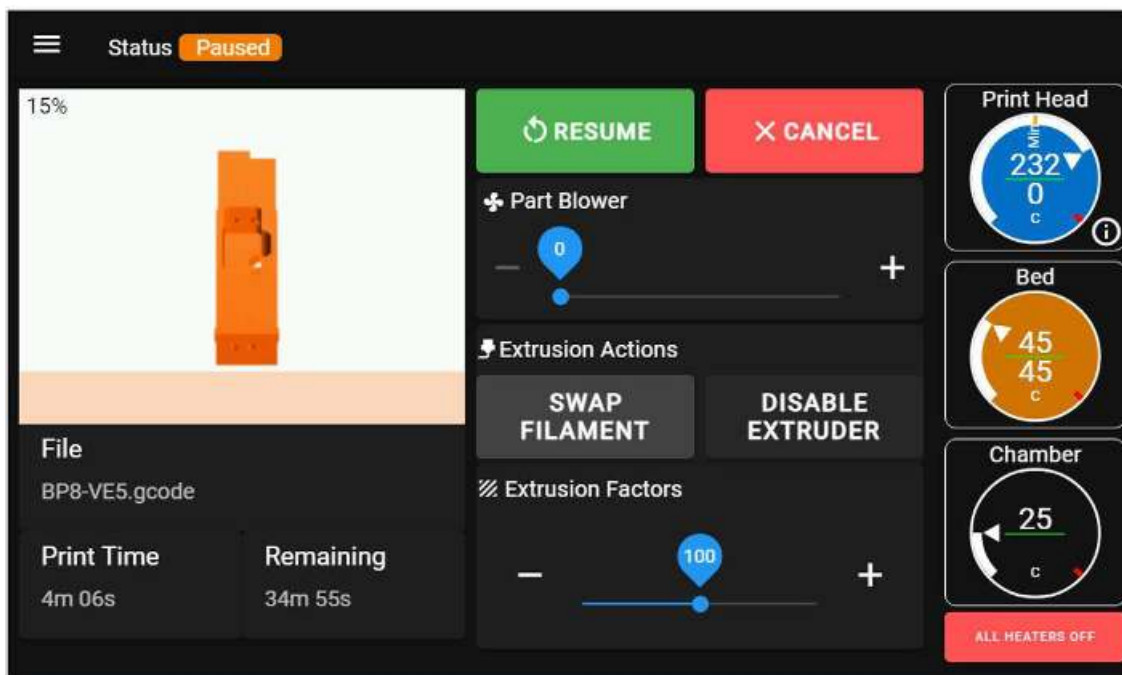 Status Paused
15%
RESUME
CANCEL
Part Blower
0
Extrusion Actions
SWAP
FILAMENT
DISABLE
EXTRUDER
Extrusion Factors
100
File
BP8-VE5.gcode
Print Time
4m 06s
Remaining
34m 55s
Print Head
Min
232
0
C
Bed
45
45
C
Chamber
25
C
ALL HEATERS OFF